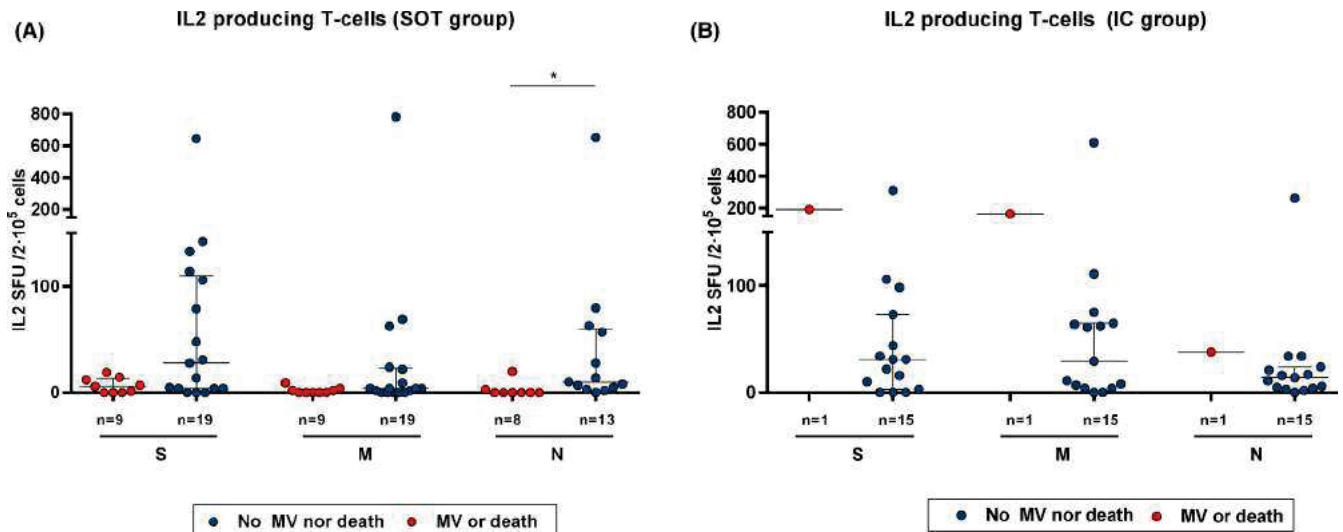 IL2 producing T-cells (SOT group)
(A)
*
IL2 SFU /2·10⁵ cells
800
600
400
200
100
0
n=9 n=19 n=9 n=19 n=8 n=13
S M N
No MV nor death MV or death
IL2 producing T-cells (IC group)
(B)
IL2 SFU /2·10⁵ cells
800
600
400
200
100
0
n=1 n=15 n=1 n=15 n=1 n=15
S M N
No MV nor death MV or death